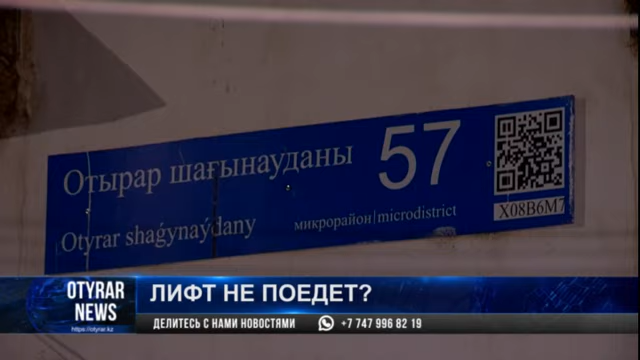 Отырар шағынауданы 57
Otyrar shaǵynaýdany
микрорайон|microdistrict
X08B6M7
OTYRAR NEWS
https://otyrar.kz
ЛИФТ НЕ ПОЕДЕТ?
ДЕЛИТЕСЬ С НАМИ НОВОСТЯМИ +7 747 996 82 19